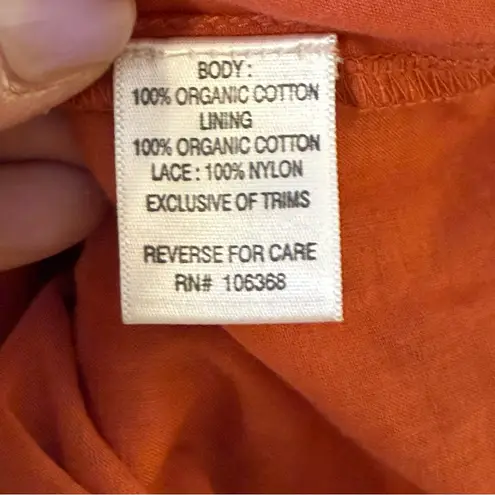 BODY:
100% ORGANIC COTTON
LINING
100% ORGANIC COTTON
LACE: 100% NYLON
EXCLUSIVE OF TRIMS
REVERSE FOR CARE
RN# 106368